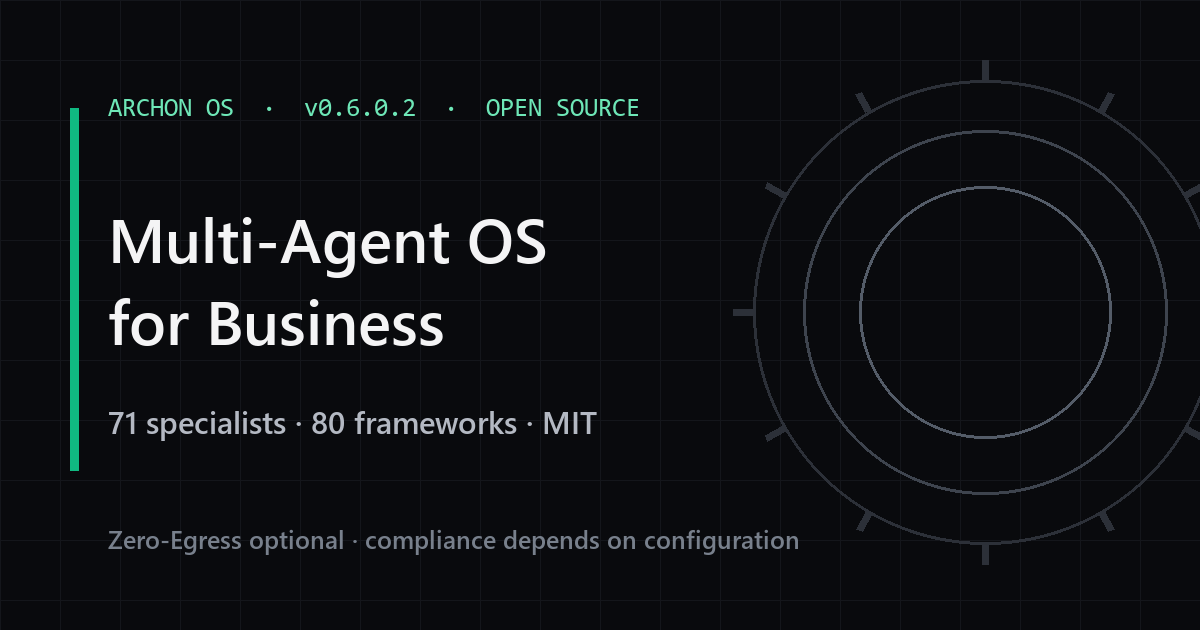 ARCHON OS · v0.6.0.2 · OPEN SOURCE
Multi-Agent OS
for Business
71 specialists · 80 frameworks · MIT
Zero-Egress optional · compliance depends on configuration